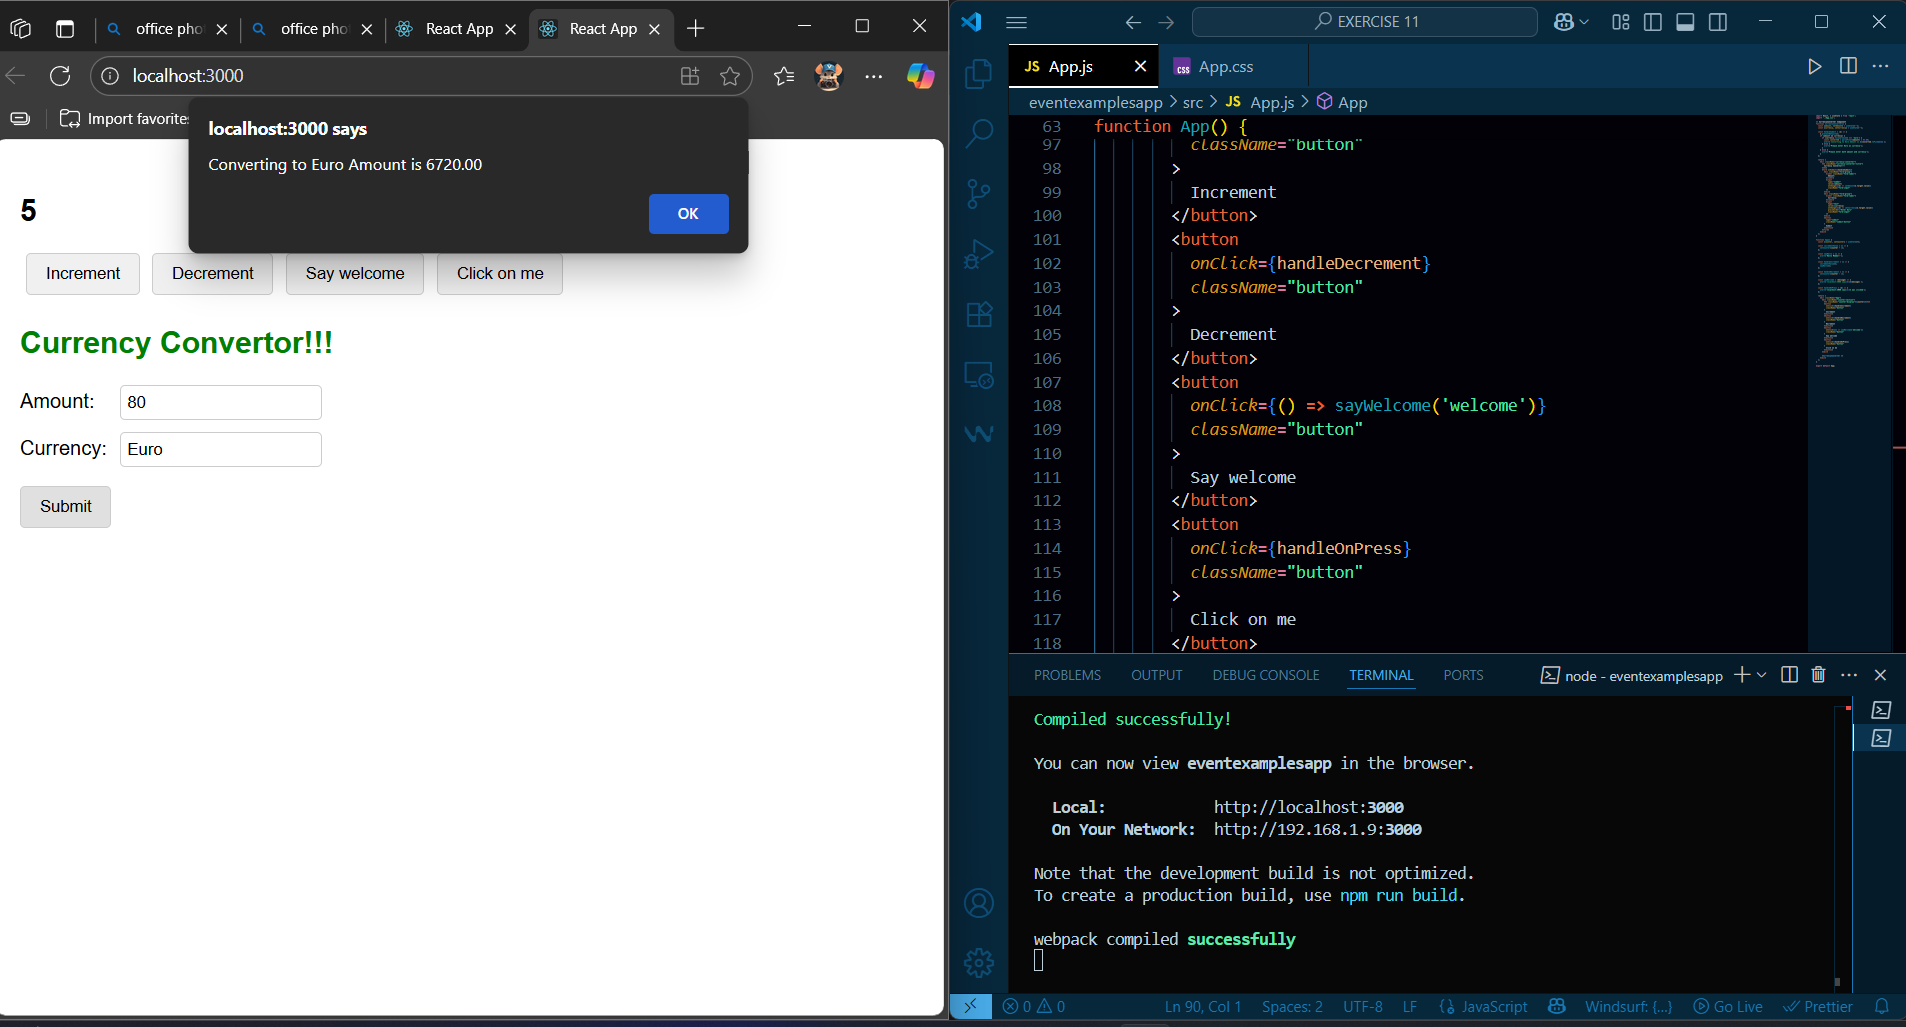 office pho
office pho
React App
React App
localhost:3000
Import favorites
localhost:3000 says
Converting to Euro Amount is 6720.00
OK
5
Increment
Decrement
Say welcome
Click on me
Currency Convertor!!!
Amount:
80
Currency:
Euro
Submit
EXERCISE 11
JS App.js
css App.css
eventexamplesapp > src > JS App.js > App
63 function App() {
97 className="button"
98 >
99 Increment
100 </button>
101 <button
102 onClick={handleDecrement}
103 className="button"
104 >
105 Decrement
106 </button>
107 <button
108 onClick={() => sayWelcome('welcome')}
109 className="button"
110 >
111 Say welcome
112 </button>
113 <button
114 onClick={handleOnPress}
115 className="button"
116 >
117 Click on me
118 </button>
PROBLEMS
OUTPUT
DEBUG CONSOLE
TERMINAL
PORTS
node - eventexamplesapp
Compiled successfully!
You can now view eventexamplesapp in the browser.
Local: http://localhost:3000
On Your Network: http://192.168.1.9:3000
Note that the development build is not optimized.
To create a production build, use npm run build.
webpack compiled successfully
0 0
Ln 90, Col 1
Spaces: 2
UTF-8
LF
{} JavaScript
Windsurf: {...}
Go Live
Prettier